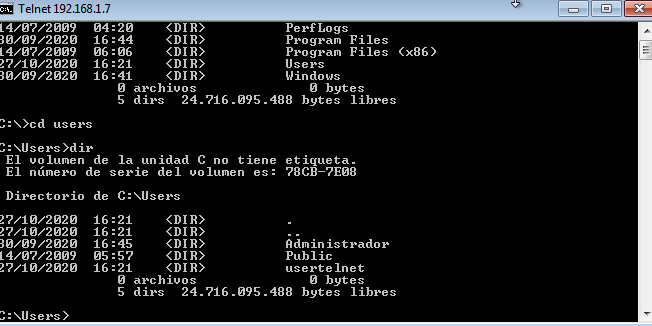 Telnet 192.168.1.7
14/07/2009  04:20    <DIR>          PerfLogs
30/09/2020  16:44    <DIR>          Program Files
14/07/2009  06:06    <DIR>          Program Files (x86)
27/10/2020  16:21    <DIR>          Users
30/09/2020  16:41    <DIR>          Windows
0 archivos              0 bytes
5 dirs  24.716.095.488 bytes libres
C:\>cd users
C:\Users>dir
El volumen de la unidad C no tiene etiqueta.
El número de serie del volumen es: 78CB-7E08
Directorio de C:\Users
27/10/2020  16:21    <DIR>          .
27/10/2020  16:21    <DIR>          ..
30/09/2020  16:45    <DIR>          Administrador
14/07/2009  05:57    <DIR>          Public
27/10/2020  16:21    <DIR>          usertelnet
0 archivos              0 bytes
5 dirs  24.716.095.488 bytes libres
C:\Users>